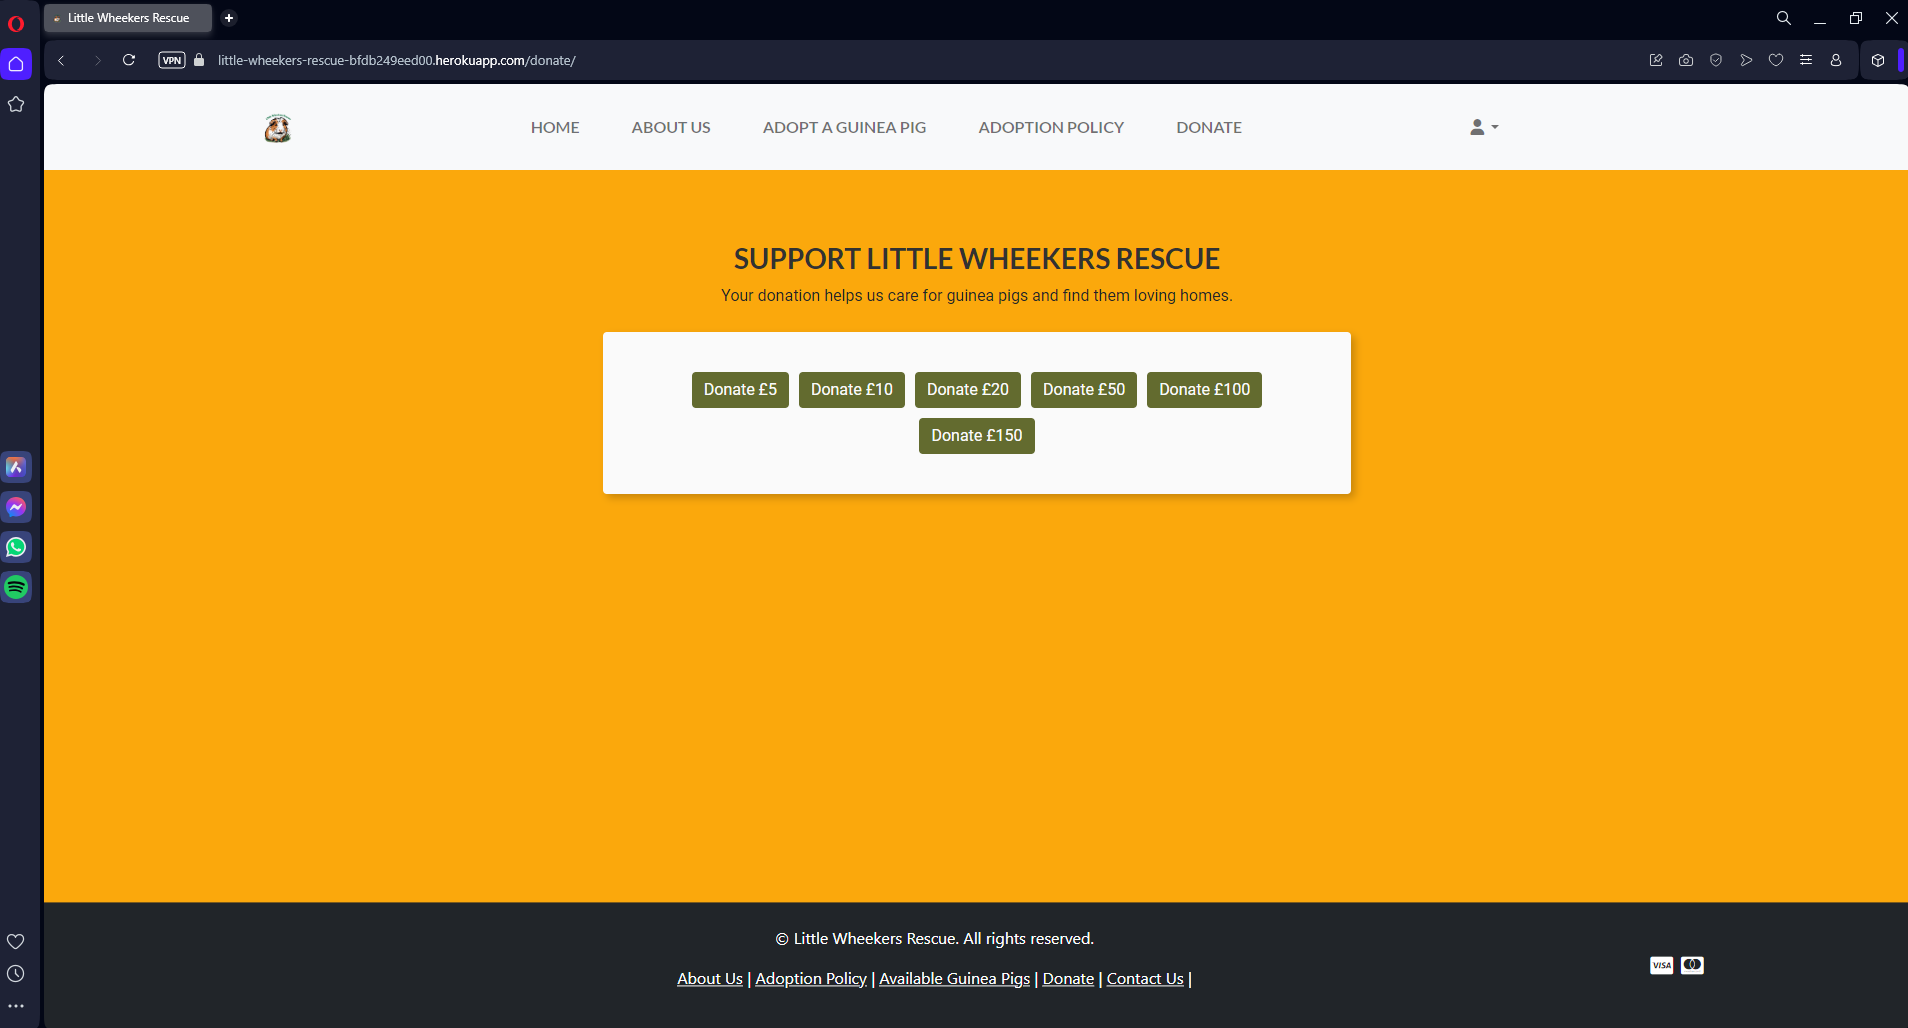 Little Wheekers Rescue
VPN
little-wheekers-rescue-bfdb249eed00.herokuapp.com/donate/
HOME ABOUT US ADOPT A GUINEA PIG ADOPTION POLICY DONATE
SUPPORT LITTLE WHEEKERS RESCUE
Your donation helps us care for guinea pigs and find them loving homes.
Donate £5 Donate £10 Donate £20 Donate £50 Donate £100
Donate £150
© Little Wheekers Rescue. All rights reserved.
About Us | Adoption Policy | Available Guinea Pigs | Donate | Contact Us |
VISA